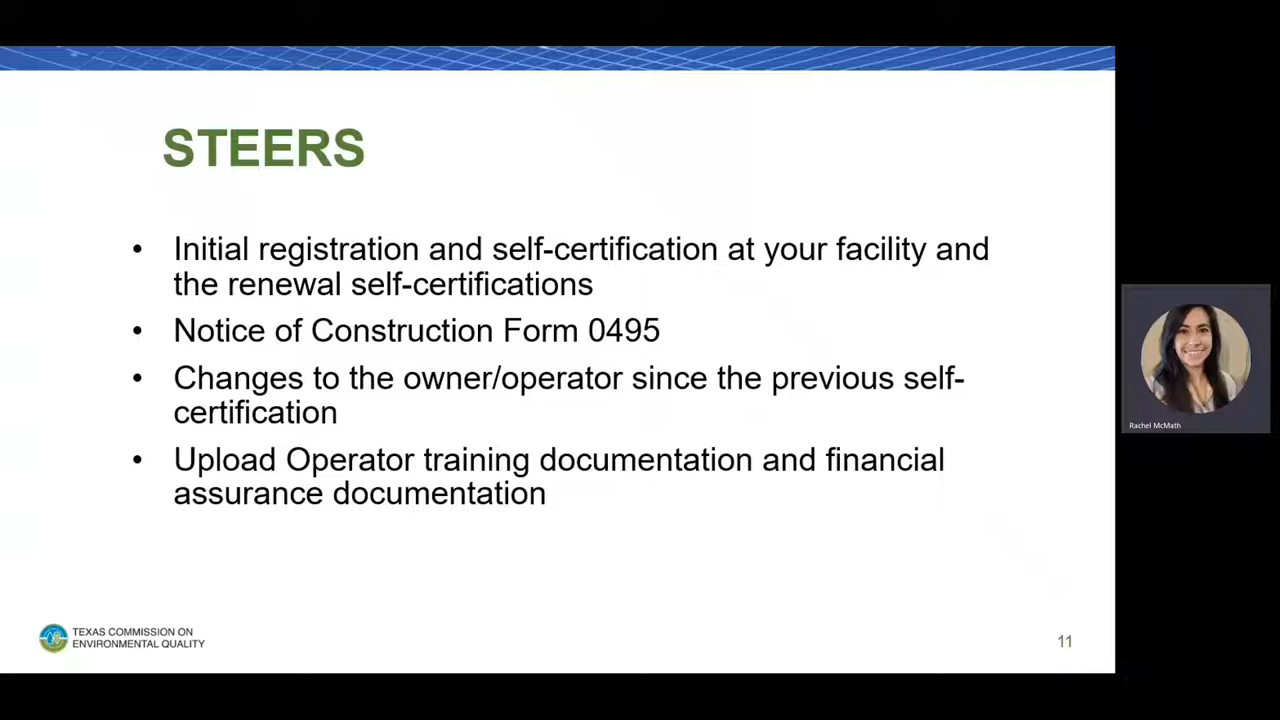 STEERS
• Initial registration and self-certification at your facility and
the renewal self-certifications
• Notice of Construction Form 0495
• Changes to the owner/operator since the previous self-
certification
• Upload Operator training documentation and financial
assurance documentation
Rachel McMath
TEXAS COMMISSION ON
ENVIRONMENTAL QUALITY
11